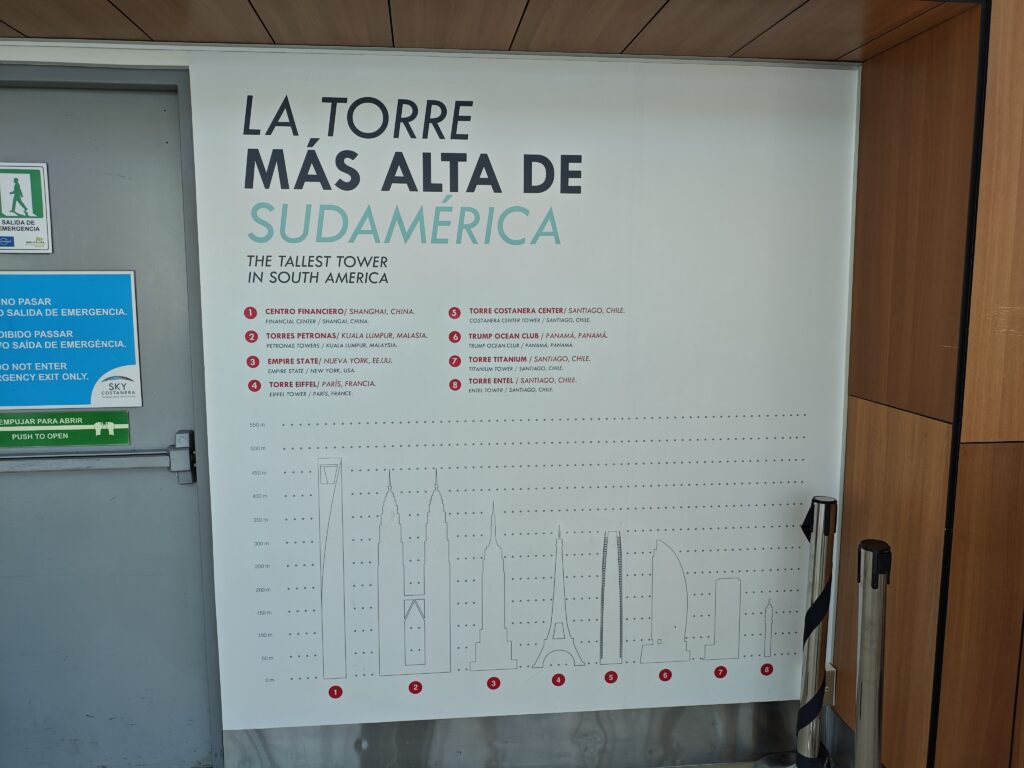 LA TORRE
MÁS ALTA DE
SUDAMÉRICA
THE TALLEST TOWER
IN SOUTH AMERICA
1 CENTRO FINANCIERO/ SHANGHAI, CHINA.
FINANCIAL CENTER / SHANGAI, CHINA.
2 TORRES PETRONAS/ KUALA LUMPUR, MALASIA.
PETRONAS TOWERS / KUALA LUMPUR, MALAYSIA.
3 EMPIRE STATE/ NUEVA YORK, EE.UU.
EMPIRE STATE / NEW YORK, USA.
4 TORRE EIFFEL/ PARÍS, FRANCIA.
EIFFEL TOWER / PARÍS, FRANCE.
5 TORRE COSTANERA CENTER/ SANTIAGO, CHILE.
COSTANERA CENTER TOWER / SANTIAGO, CHILE.
6 TRUMP OCEAN CLUB / PANAMÁ, PANAMÁ.
TRUMP OCEAN CLUB / PANAMA, PANAMA.
7 TORRE TITANIUM / SANTIAGO, CHILE.
TITANIUM TOWER / SANTIAGO, CHILE.
8 TORRE ENTEL / SANTIAGO, CHILE.
ENTEL TOWER / SANTIAGO, CHILE.
550 m
500 m
450 m
400 m
350 m
300 m
250 m
200 m
150 m
100 m
50 m
0 m
1 2 3 4 5 6 7 8
SALIDA DE
EMERGENCIA
NO PASAR
O SALIDA DE EMERGENCIA.
OIBIDO PASSAR
VO SAÍDA DE EMERGÊNCIA.
DO NOT ENTER
ERGENCY EXIT ONLY.
SKY
COSTANERA
EMPUJAR PARA ABRIR
PUSH TO OPEN